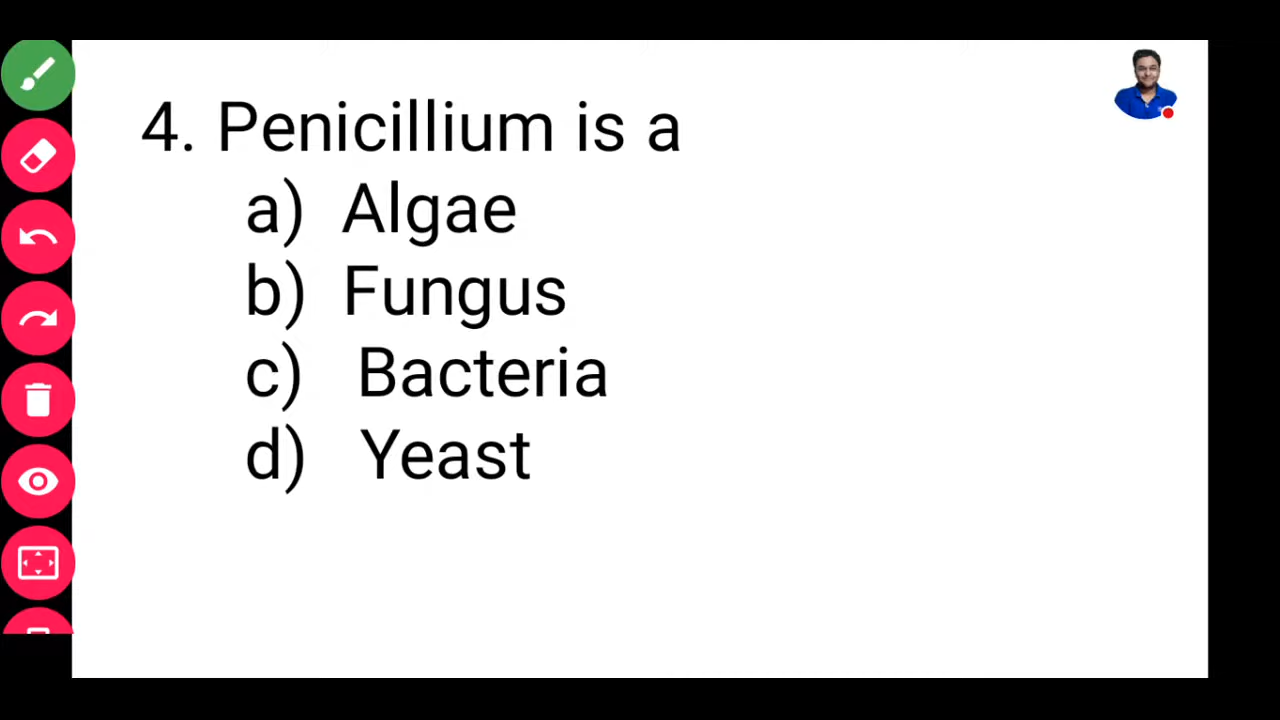 4. Penicillium is a
a) Algae
b) Fungus
c) Bacteria
d) Yeast